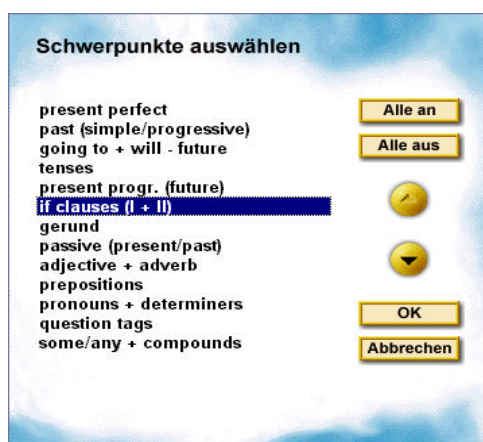 Schwerpunkte auswählen
present perfect
past (simple/progressive)
going to + will - future
tenses
present progr. (future)
if clauses (I + II)
gerund
passive (present/past)
adjective + adverb
prepositions
pronouns + determiners
question tags
some/any + compounds
Alle an
Alle aus
OK
Abbrechen